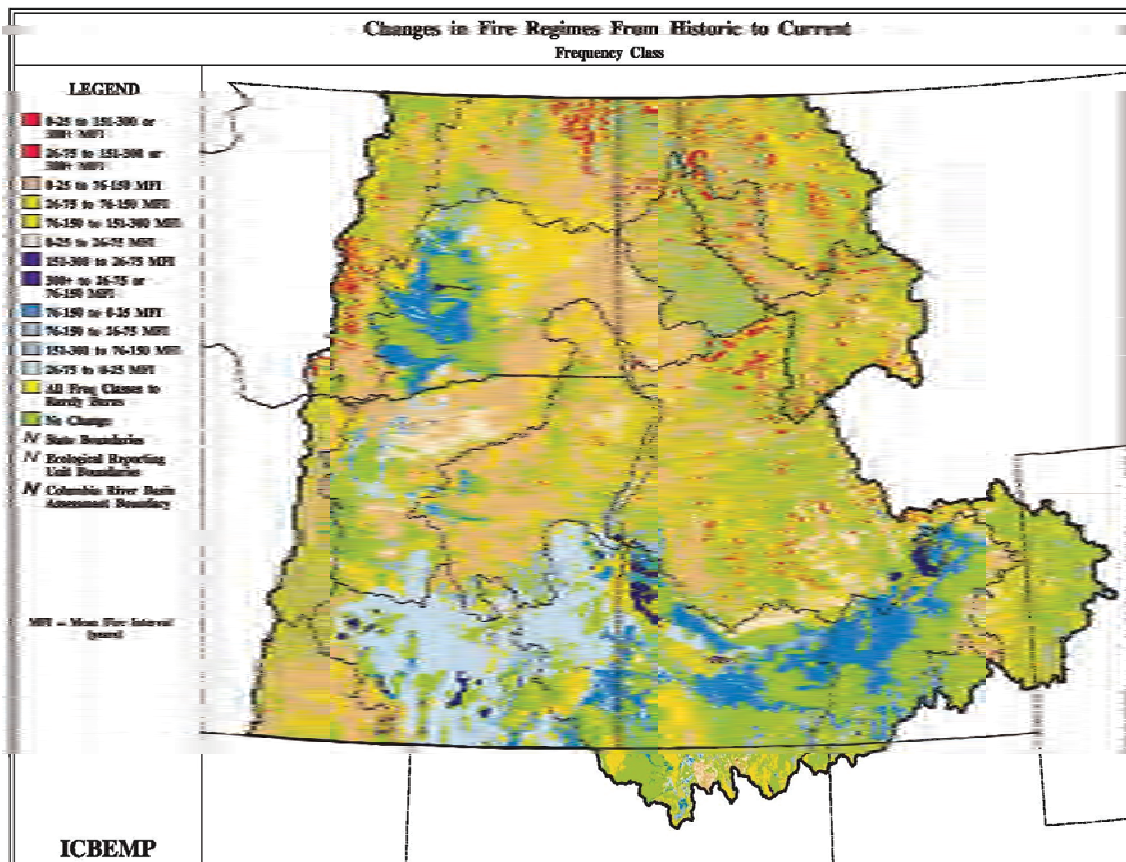 Changes in Fire Regimes From Historic to Current
Frequency Class
LEGEND
0-25 to 151-300 or
300+ MFI
26-75 to 151-300 or
300+ MFI
0-25 to 76-150 MFI
26-75 to 76-150 MFI
76-150 to 151-300 MFI
0-25 to 26-75 MFI
151-300 to 26-75 MFI
300+ to 26-75 or
76-150 MFI
76-150 to 0-25 MFI
76-150 to 26-75 MFI
151-300 to 76-150 MFI
26-75 to 0-25 MFI
All Freq Classes to
Rarely Burns
No Change
State Boundaries
Ecological Reporting
Unit Boundaries
Columbia River Basin
Assessment Boundary
MFI = Mean Fire Interval
(years)
ICBEMP